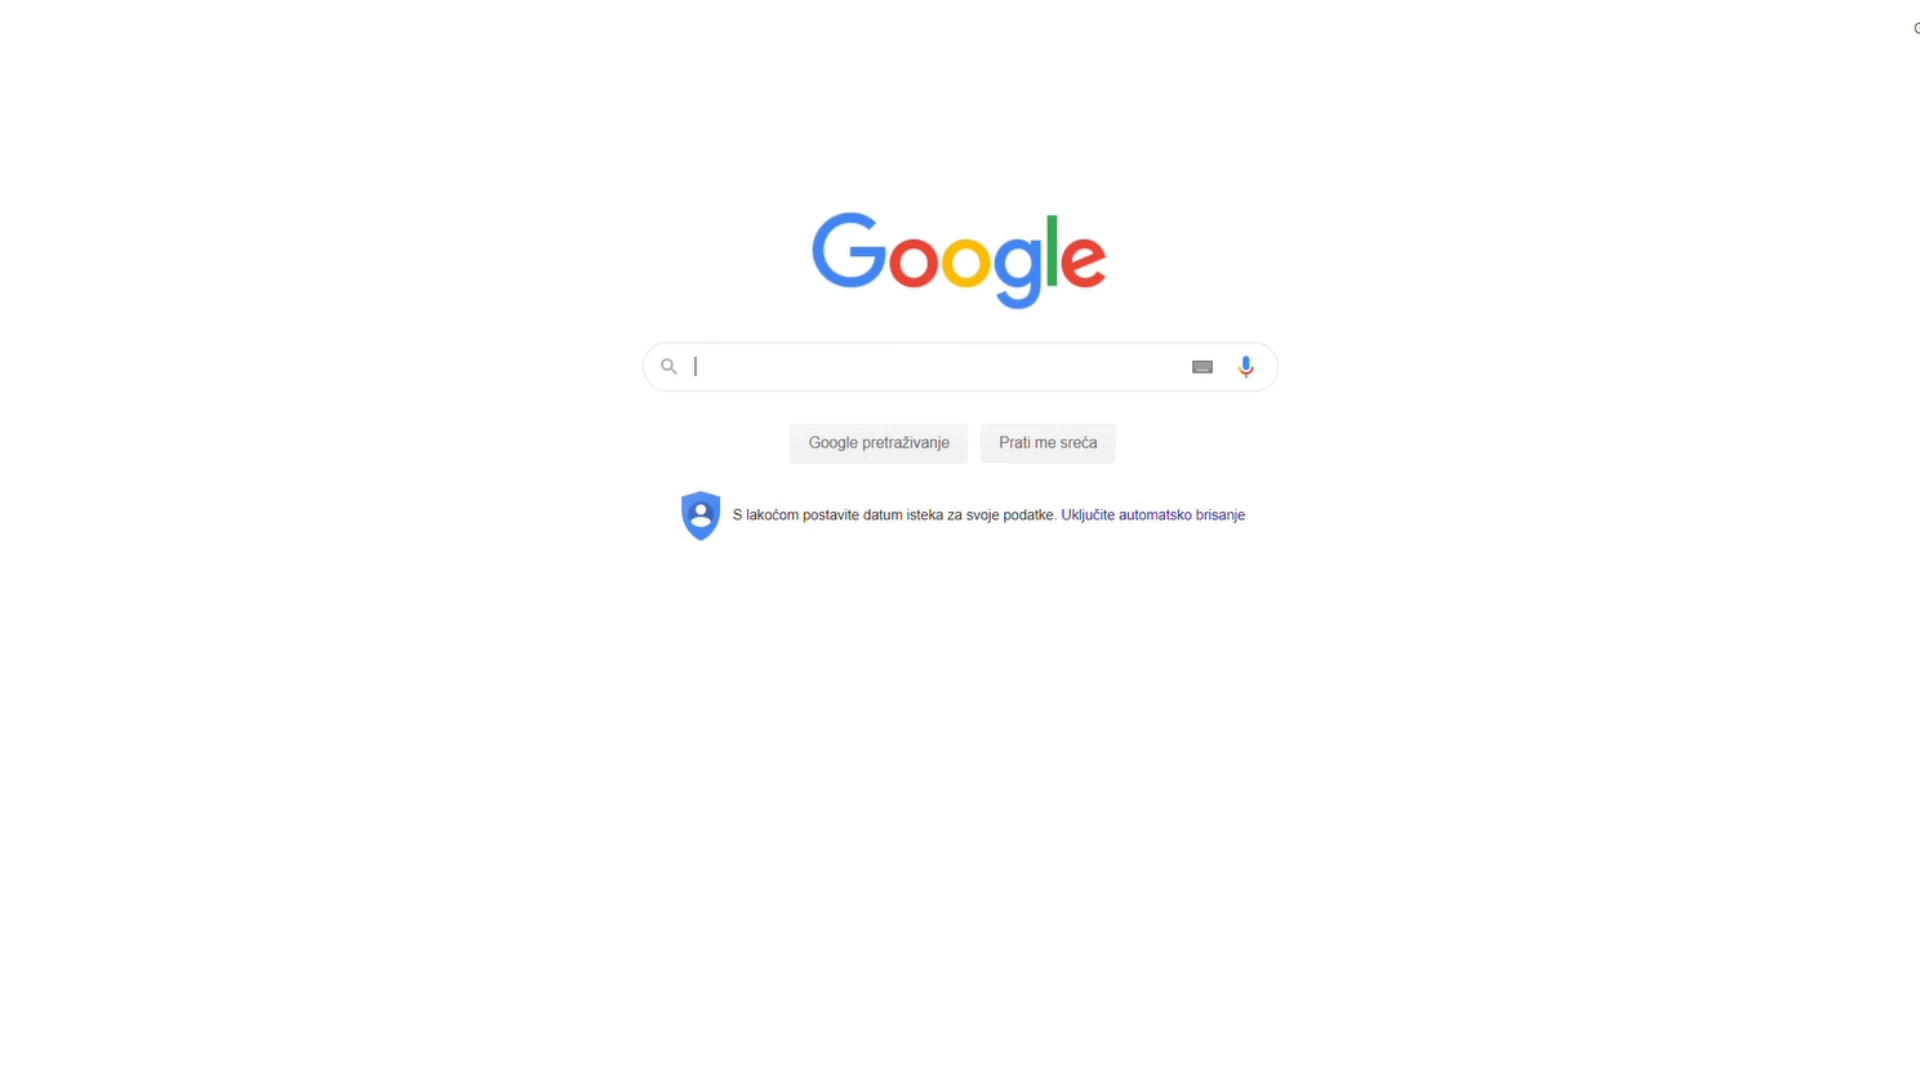 Google
Google pretraživanje
Prati me sreća
S lakoćom postavite datum isteka za svoje podatke. Uključite automatsko brisanje